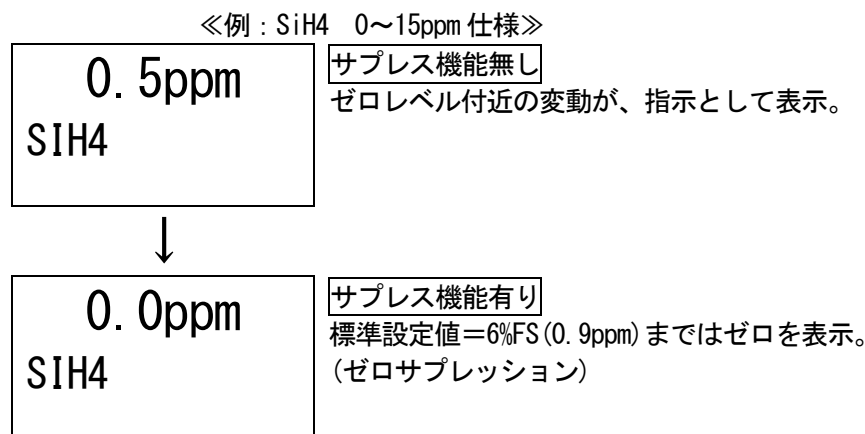 ≪例：SiH4　0～15ppm 仕様≫
0.5ppm
SIH4
サプレス機能無し
ゼロレベル付近の変動が、指示として表示。
↓
0.0ppm
SIH4
サプレス機能有り
標準設定値＝6%FS(0.9ppm)まではゼロを表示。
(ゼロサプレッション)